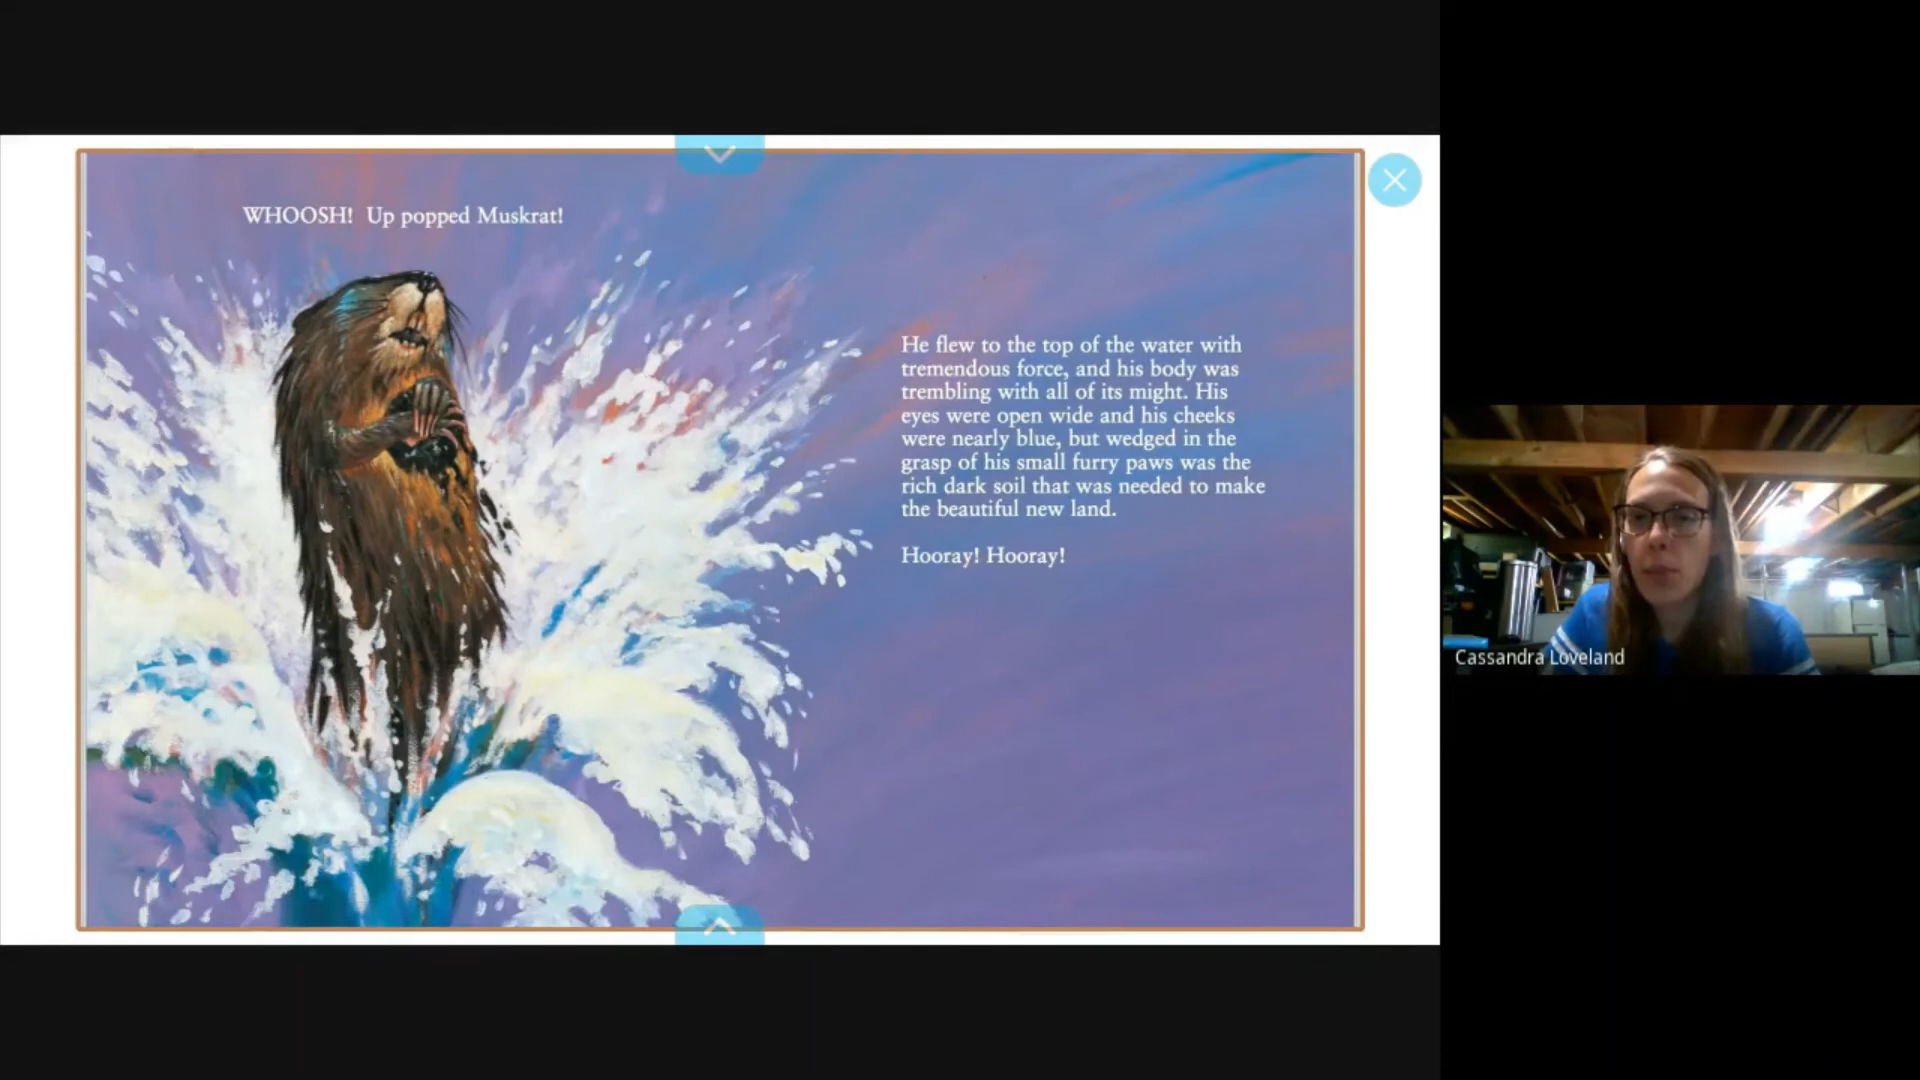 WHOOSH! Up popped Muskrat!
He flew to the top of the water with
tremendous force, and his body was
trembling with all of its might. His
eyes were open wide and his cheeks
were nearly blue, but wedged in the
grasp of his small furry paws was the
rich dark soil that was needed to make
the beautiful new land.
Hooray! Hooray!
Cassandra Loveland